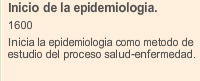 Inicio de la epidemiologia.
1600
Inicia la epidemiologia como metodo de
estudio del proceso salud-enfermedad.